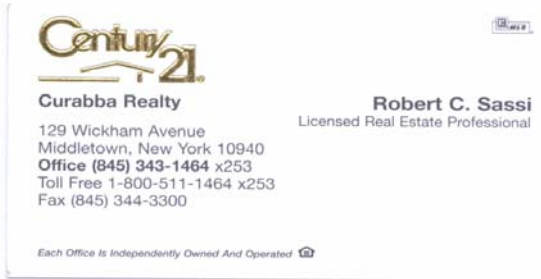 Century 21®
Curabba Realty
129 Wickham Avenue
Middletown, New York 10940
Office (845) 343-1464 x253
Toll Free 1-800-511-1464 x253
Fax (845) 344-3300
Each Office Is Independently Owned And Operated
MLS
Robert C. Sassi
Licensed Real Estate Professional